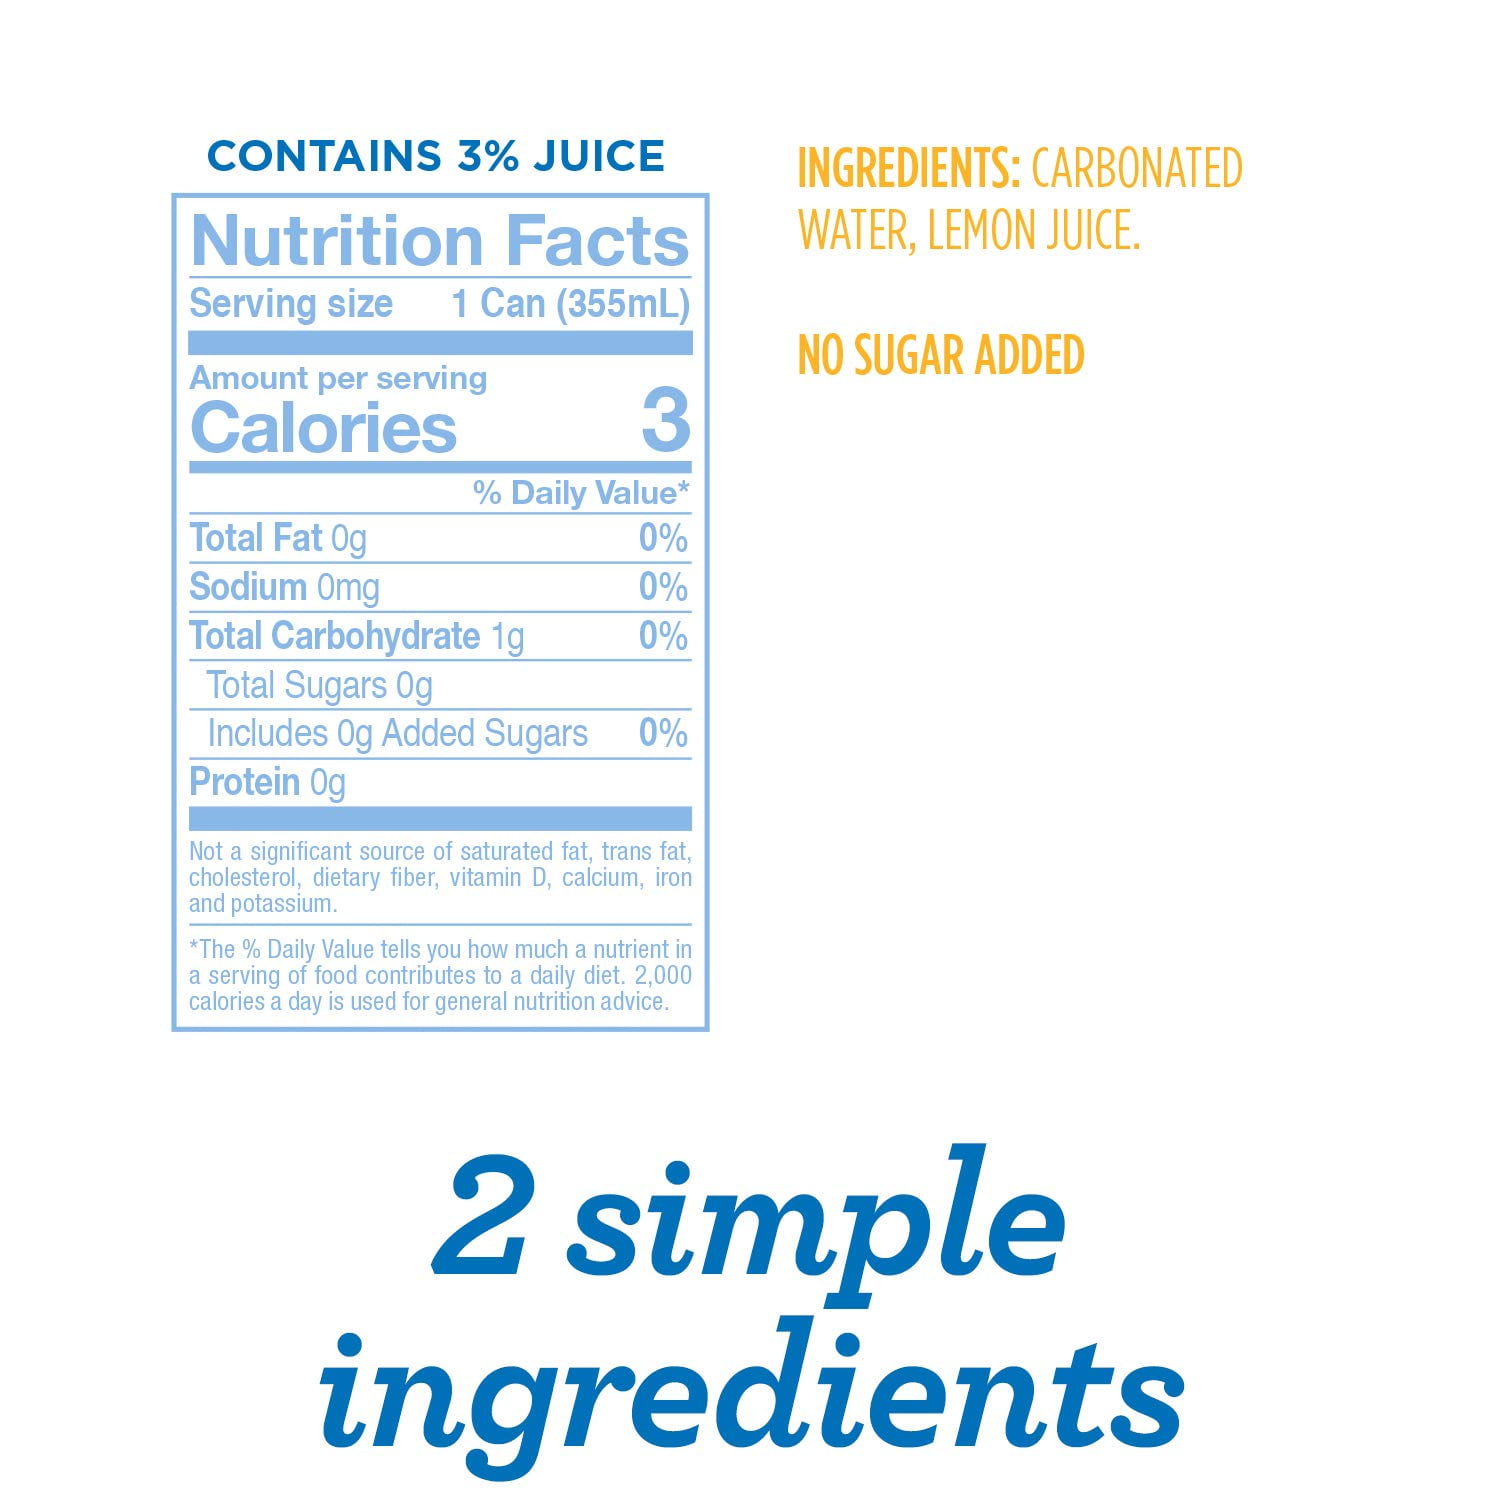 CONTAINS 3% JUICE
Nutrition Facts
Serving size 1 Can (355mL)
Amount per serving
Calories 3
% Daily Value*
Total Fat 0g 0%
Sodium 0mg 0%
Total Carbohydrate 1g 0%
Total Sugars 0g
Includes 0g Added Sugars 0%
Protein 0g
Not a significant source of saturated fat, trans fat,
cholesterol, dietary fiber, vitamin D, calcium, iron
and potassium.
*The % Daily Value tells you how much a nutrient in
a serving of food contributes to a daily diet. 2,000
calories a day is used for general nutrition advice.
INGREDIENTS: CARBONATED
WATER, LEMON JUICE.
NO SUGAR ADDED
2 simple
ingredients